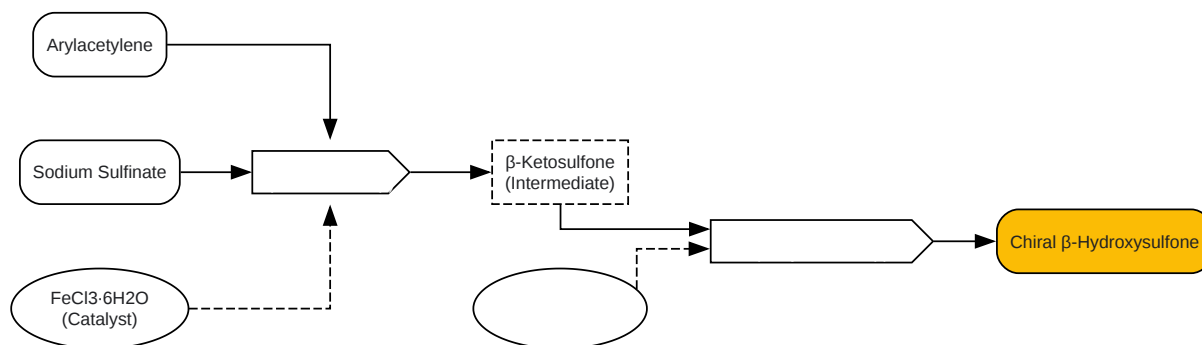 Arylacetylene
Sodium Sulfinate
FeCl3·6H2O
(Catalyst)
β-Ketosulfone
(Intermediate)
Chiral β-Hydroxysulfone